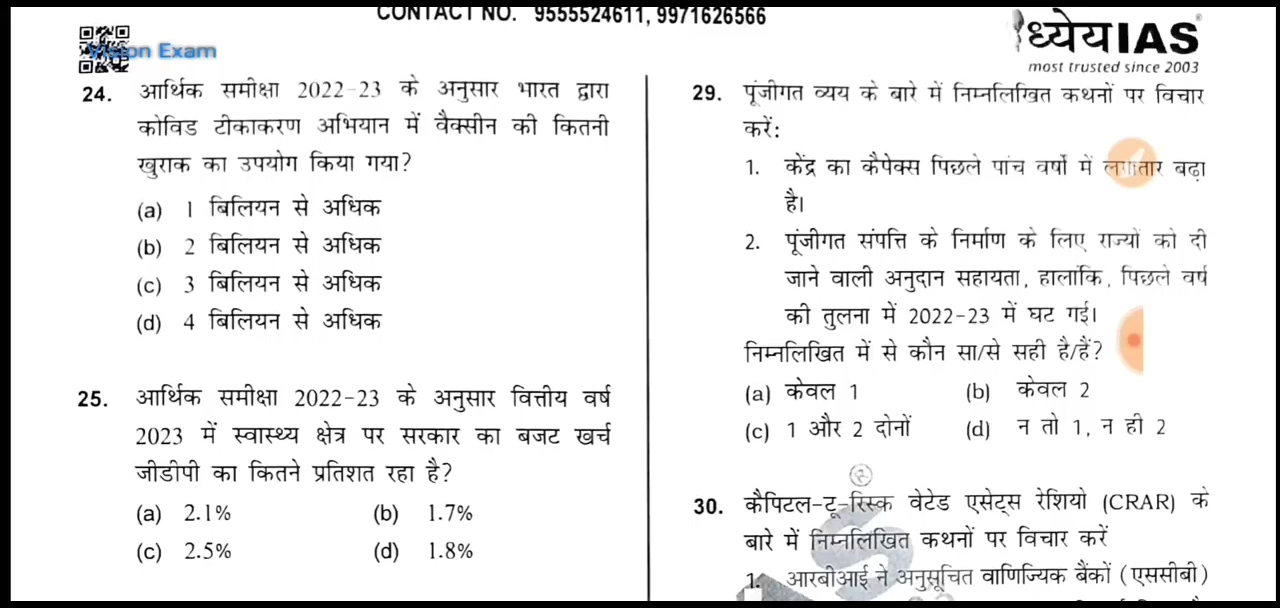 CONTACT NO. 9555524611, 9971626566
Vision Exam
ध्येयIAS
most trusted since 2003
24. आर्थिक समीक्षा 2022-23 के अनुसार भारत द्वारा
कोविड टीकाकरण अभियान में वैक्सीन की कितनी
खुराक का उपयोग किया गया?
(a) 1 बिलियन से अधिक
(b) 2 बिलियन से अधिक
(c) 3 बिलियन से अधिक
(d) 4 बिलियन से अधिक
25. आर्थिक समीक्षा 2022-23 के अनुसार वित्तीय वर्ष
2023 में स्वास्थ्य क्षेत्र पर सरकार का बजट खर्च
जीडीपी का कितने प्रतिशत रहा है?
(a) 2.1% (b) 1.7%
(c) 2.5% (d) 1.8%
29. पूंजीगत व्यय के बारे में निम्नलिखित कथनों पर विचार
करें:
1. केंद्र का कैपेक्स पिछले पांच वर्षों में लगातार बढ़ा
है।
2. पूंजीगत संपत्ति के निर्माण के लिए राज्यों को दी
जाने वाली अनुदान सहायता, हालांकि, पिछले वर्ष
की तुलना में 2022-23 में घट गई।
निम्नलिखित में से कौन सा/से सही है/हैं?
(a) केवल 1 (b) केवल 2
(c) 1 और 2 दोनों (d) न तो 1, न ही 2
30. कैपिटल-टू-रिस्क वेटेड एसेट्स रेशियो (CRAR) के
बारे में निम्नलिखित कथनों पर विचार करें
1. आरबीआई ने अनुसूचित वाणिज्यिक बैंकों (एससीबी)